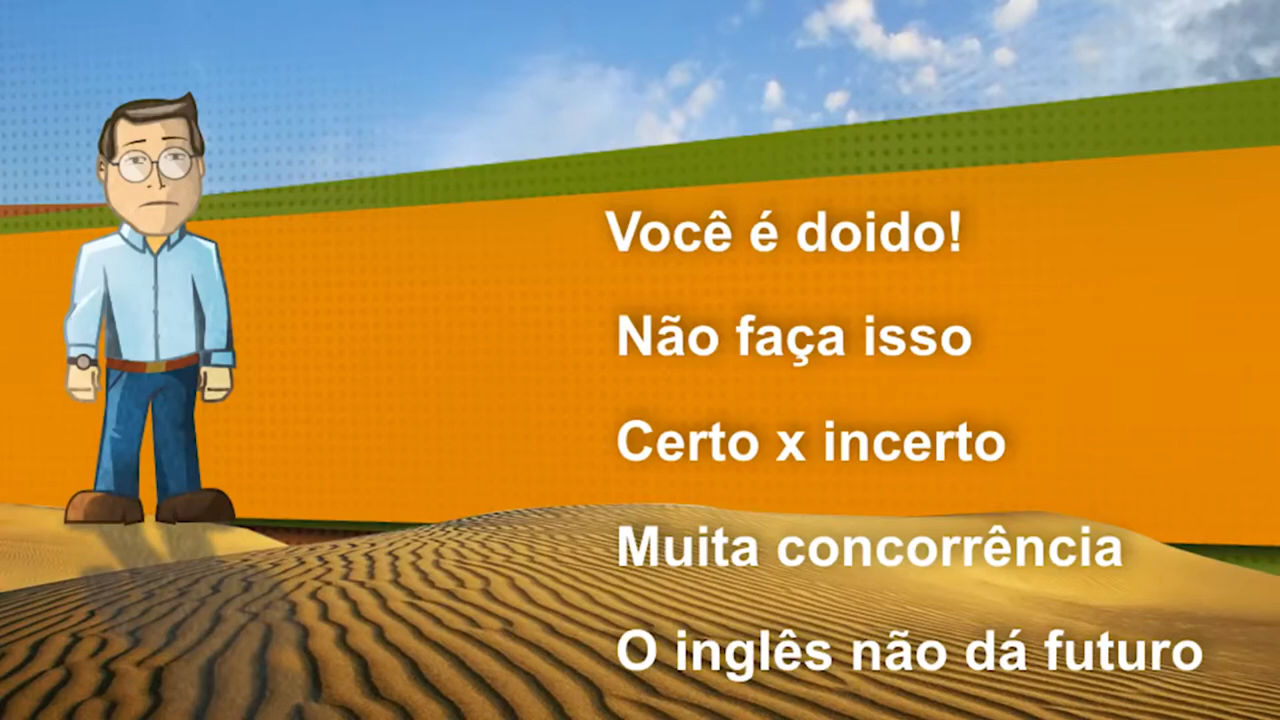 Você é doido!
Não faça isso
Certo x incerto
Muita concorrência
O inglês não dá futuro